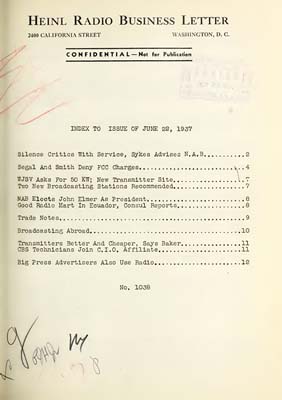 HEINL RADIO BUSINESS LETTER
2400 CALIFORNIA STREET WASHINGTON, D. C.
CONFIDENTIAL—Not for Publication
INDEX TO ISSUE OF JUNE 22, 1937
Silence Critics With Service, Sykes Advises N.A.B..........2
Segal And Smith Deny FCC Charges..........4
WJSV Asks For 50 KW; New Transmitter Site..........7
Two New Broadcasting Stations Recommended..........7
NAB Elects John Elmer As President..........8
Good Radio Mart In Ecuador, Consul Reports..........8
Trade Notes..........9
Broadcasting Abroad..........10
Transmitters Better And Cheaper, Says Baker..........11
CBS Technicians Join C.I.O. Affiliate..........11
Big Press Advertisers Also Use Radio..........12
No. 1038